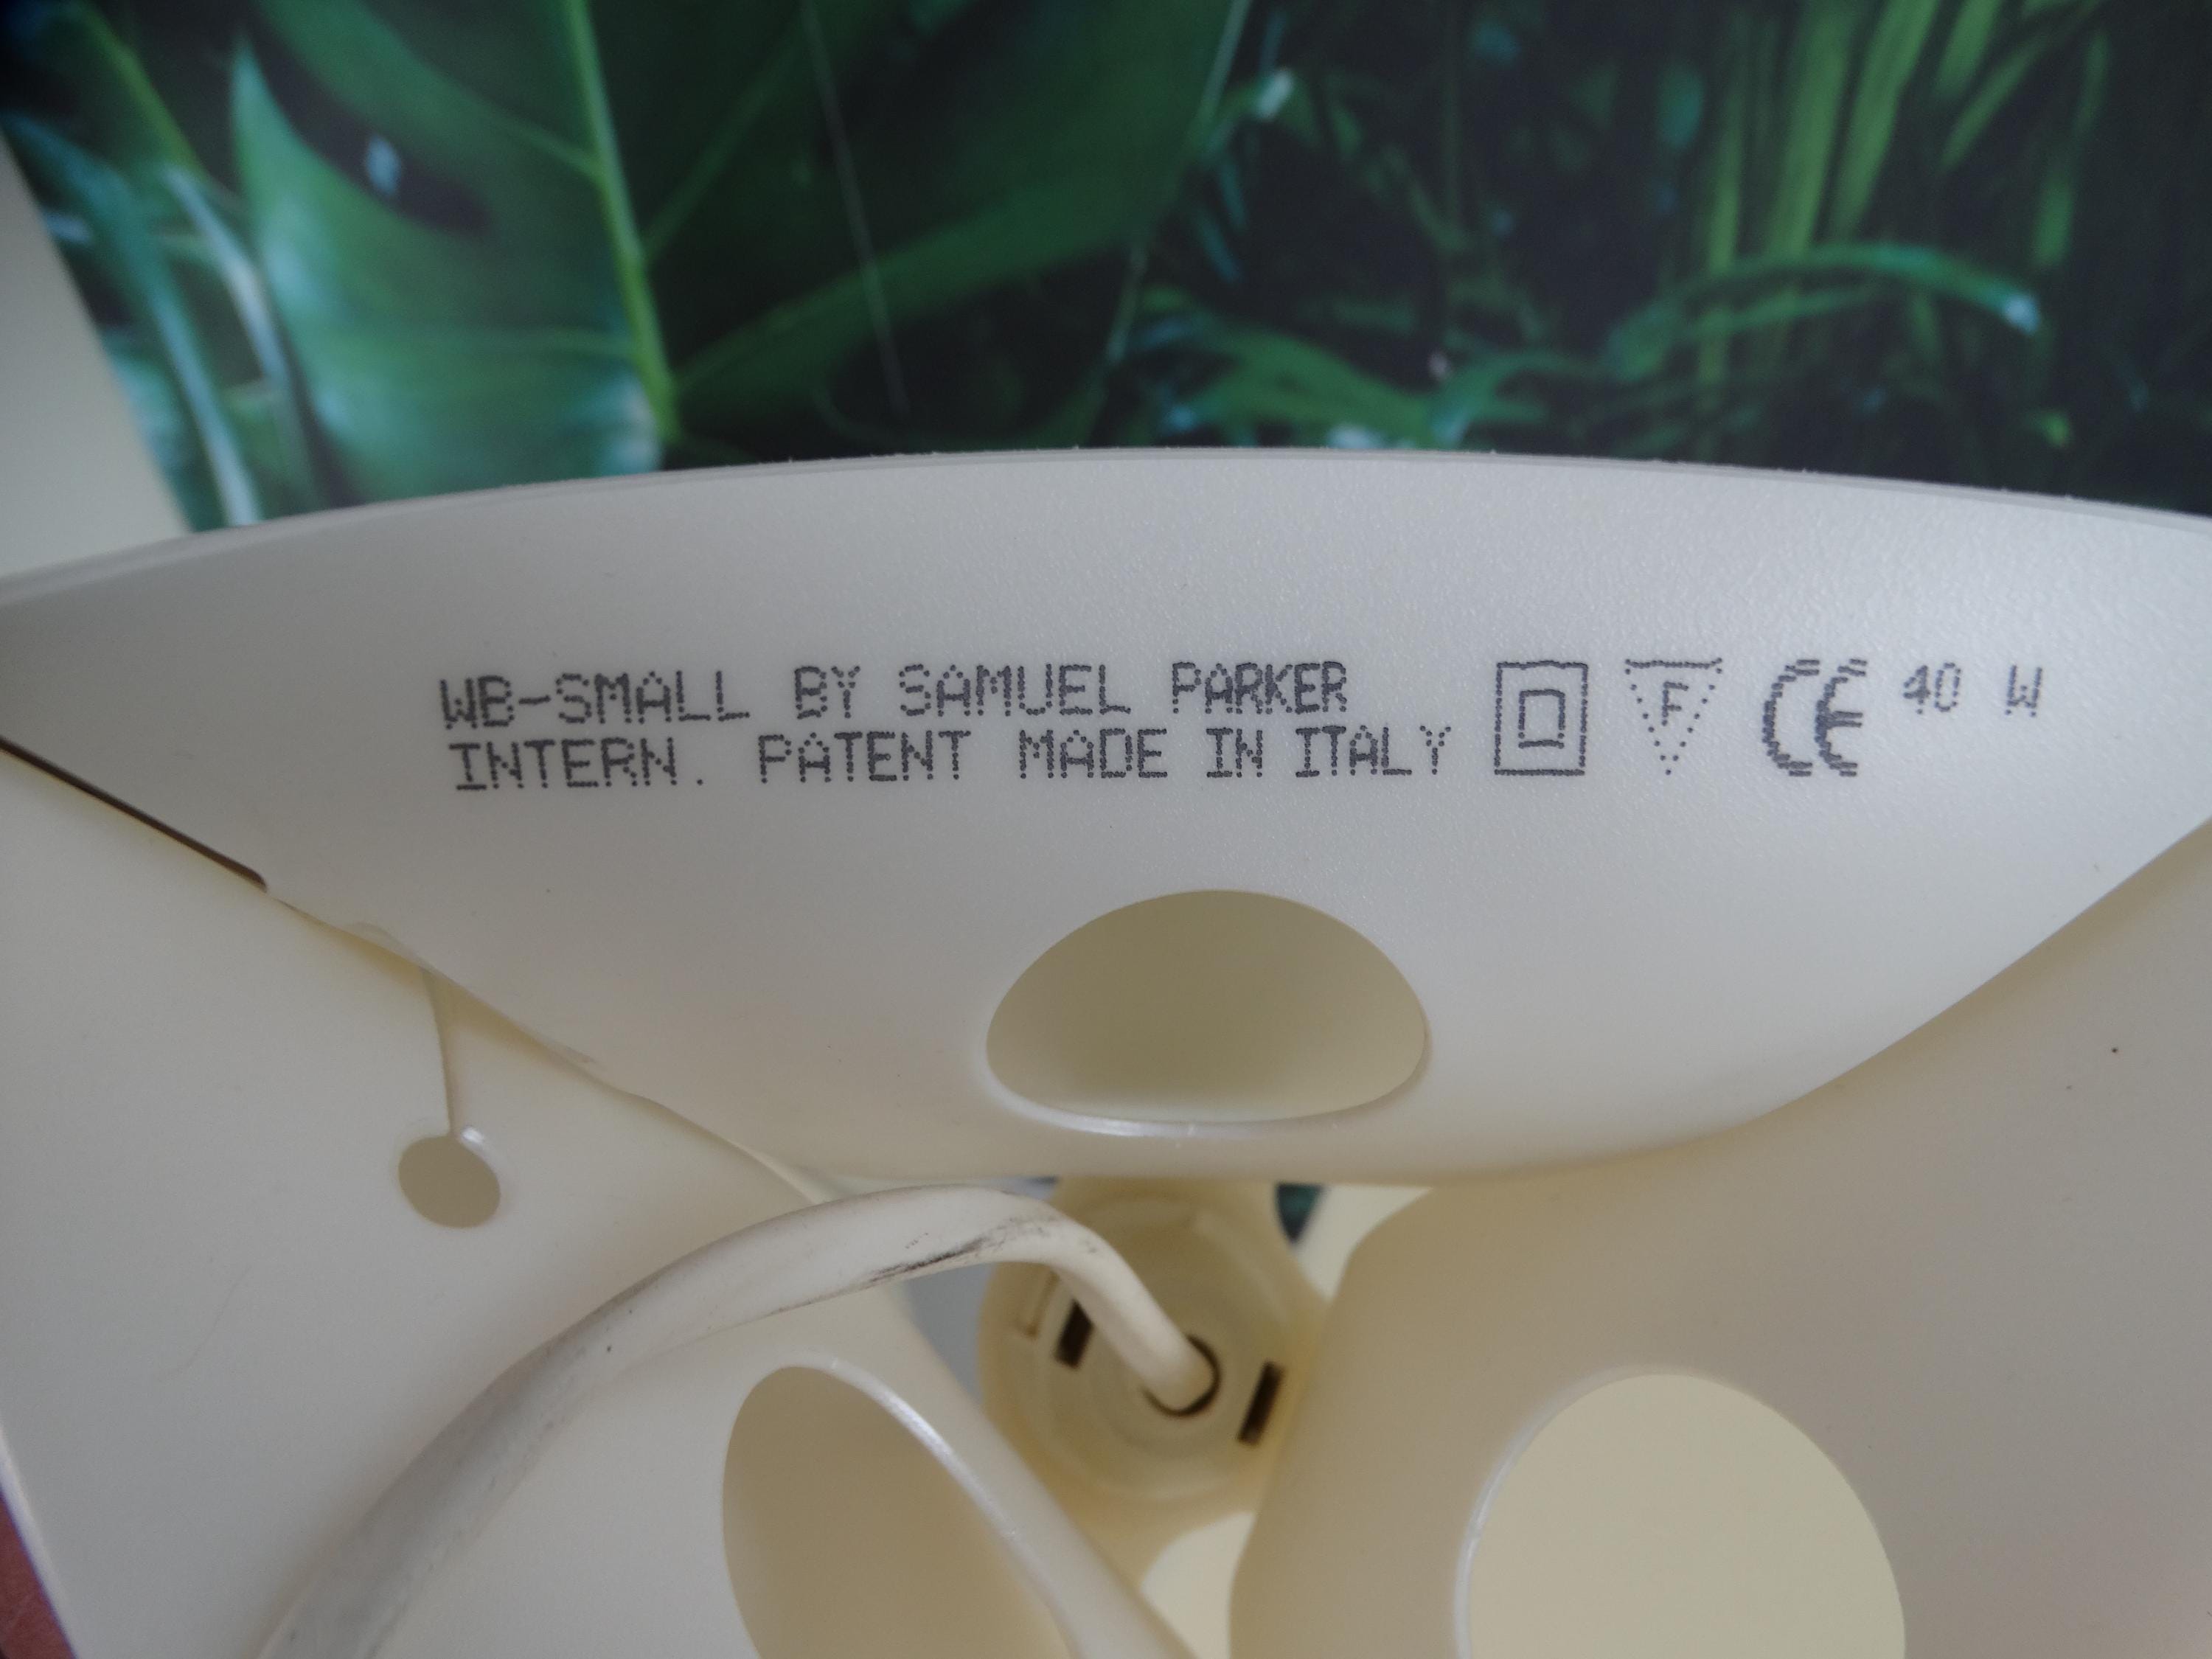 WB-SMALL BY SAMUEL PARKER
INTERN. PATENT MADE IN ITALY
F
CE
40 W